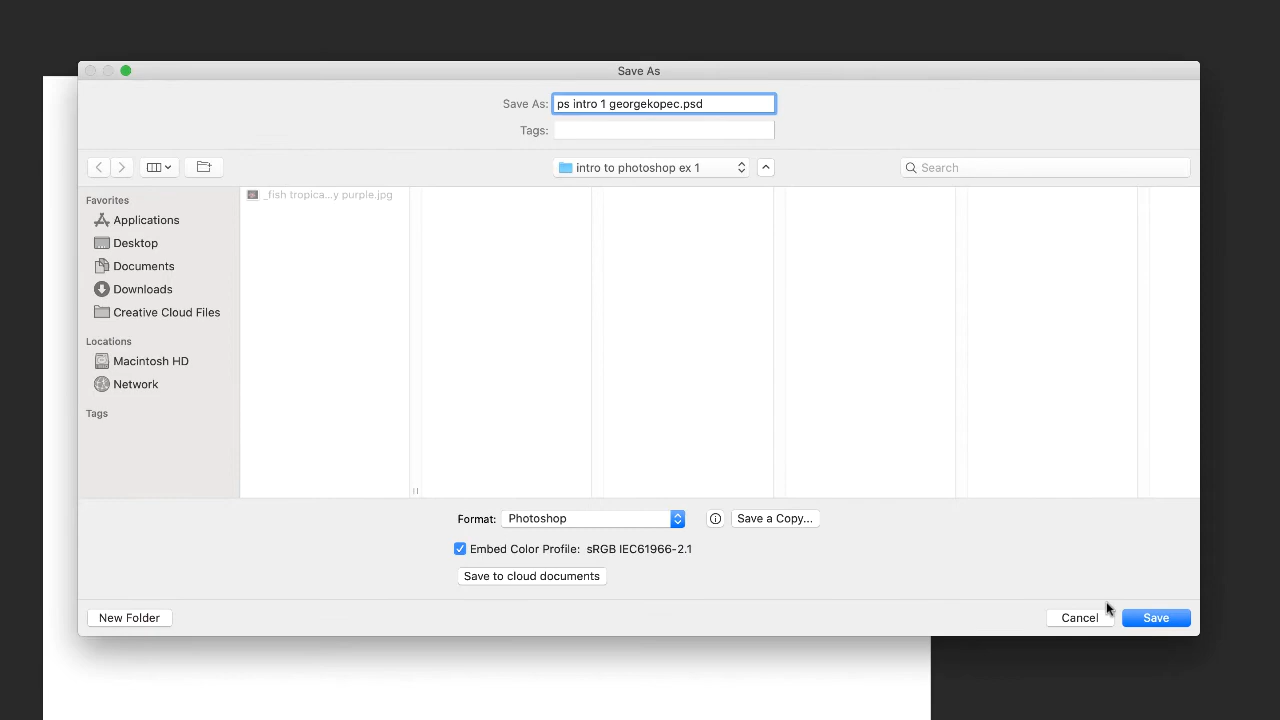 Save As
Save As: ps intro 1 georgekopec.psd
Tags:
intro to photoshop ex 1
Search
Favorites
Applications
Desktop
Documents
Downloads
Creative Cloud Files
Locations
Macintosh HD
Network
Tags
_fish tropica...y purple.jpg
Format: Photoshop
Save a Copy...
Embed Color Profile: sRGB IEC61966-2.1
Save to cloud documents
New Folder
Cancel
Save